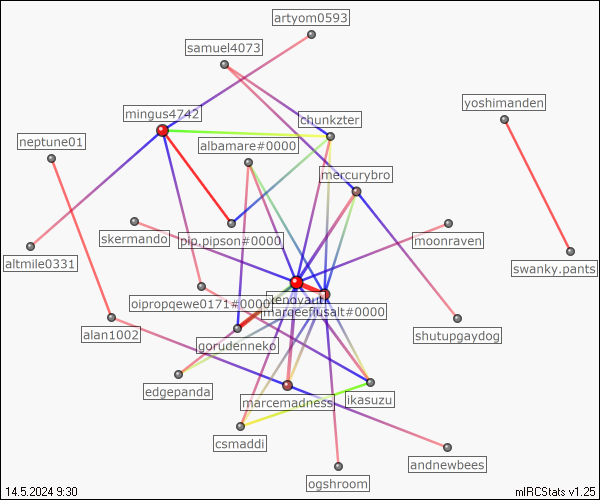 artyom0593
samuel4073
yoshimanden
mingus4742
chunkzter
neptune01
albamare#0000
mercurybro
skermando
pip.pipson#0000
moonraven
altmile0331
swanky.pants
oipropqewe0171#0000
marqeeflusalt#0000
alan1002
shutupgaydog
gorudenneko
edgepanda
marcemadness
ikasuzu
csmaddi
andnewbees
ogshroom
14.5.2024 9:30
mIRCStats v1.25